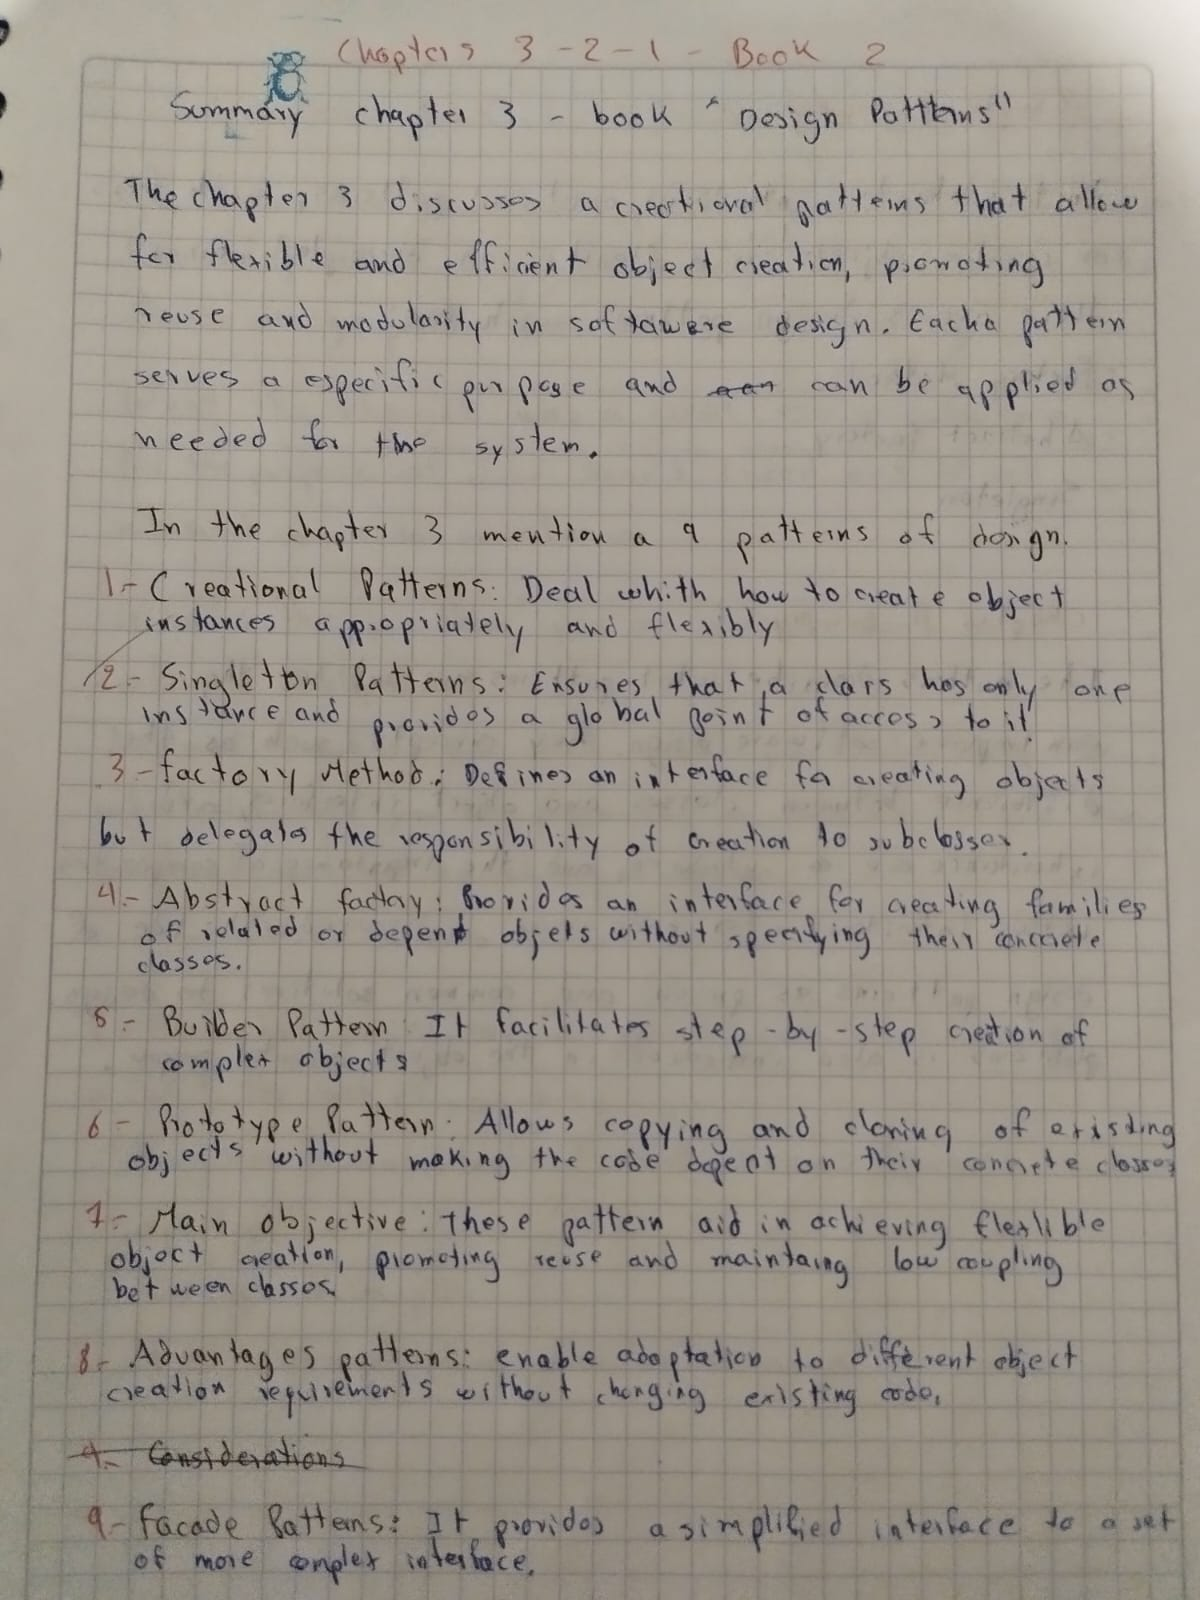 Chapters 3-2-1 - Book 2
Summary chapter 3 - book "Design Patterns"
The chapter 3 discusses a creational patterns that allow
for flexible and efficient object creation, promoting
reuse and modularity in softawere design. Eacha pattern
serves a especific purpose and can be applied as
needed for the system.
In the chapter 3 mention a 9 patterns of design.
1- Creational Patterns: Deal whith how to create object
instances appropriately and flexibly
2- Singleton Patterns: Ensures that a class has only one
instance and provides a global point of access to it
3- factory Method: Defines an interface for creating objects
but delegates the responsibility of creation to subclasses.
4- Abstract factory: Provides an interface for creating families
of related or depend objets without specifying their concrete
classes.
5- Builder Pattern It facilitates step-by-step creation of
complex objects
6- Prototype Pattern: Allows copying and cloning of existding
objects without making the code depent on their concrete classes
7- Main objective: these pattern aid in achieving flexlible
object creation, promoting reuse and maintaing low coupling
between classes.
8- Advantages patterns: enable adaptation to different object
creation requirements without changing existing code.
9- Considerations
9- Facade Patterns: It provides a simplified interface to a set
of more complex interface.